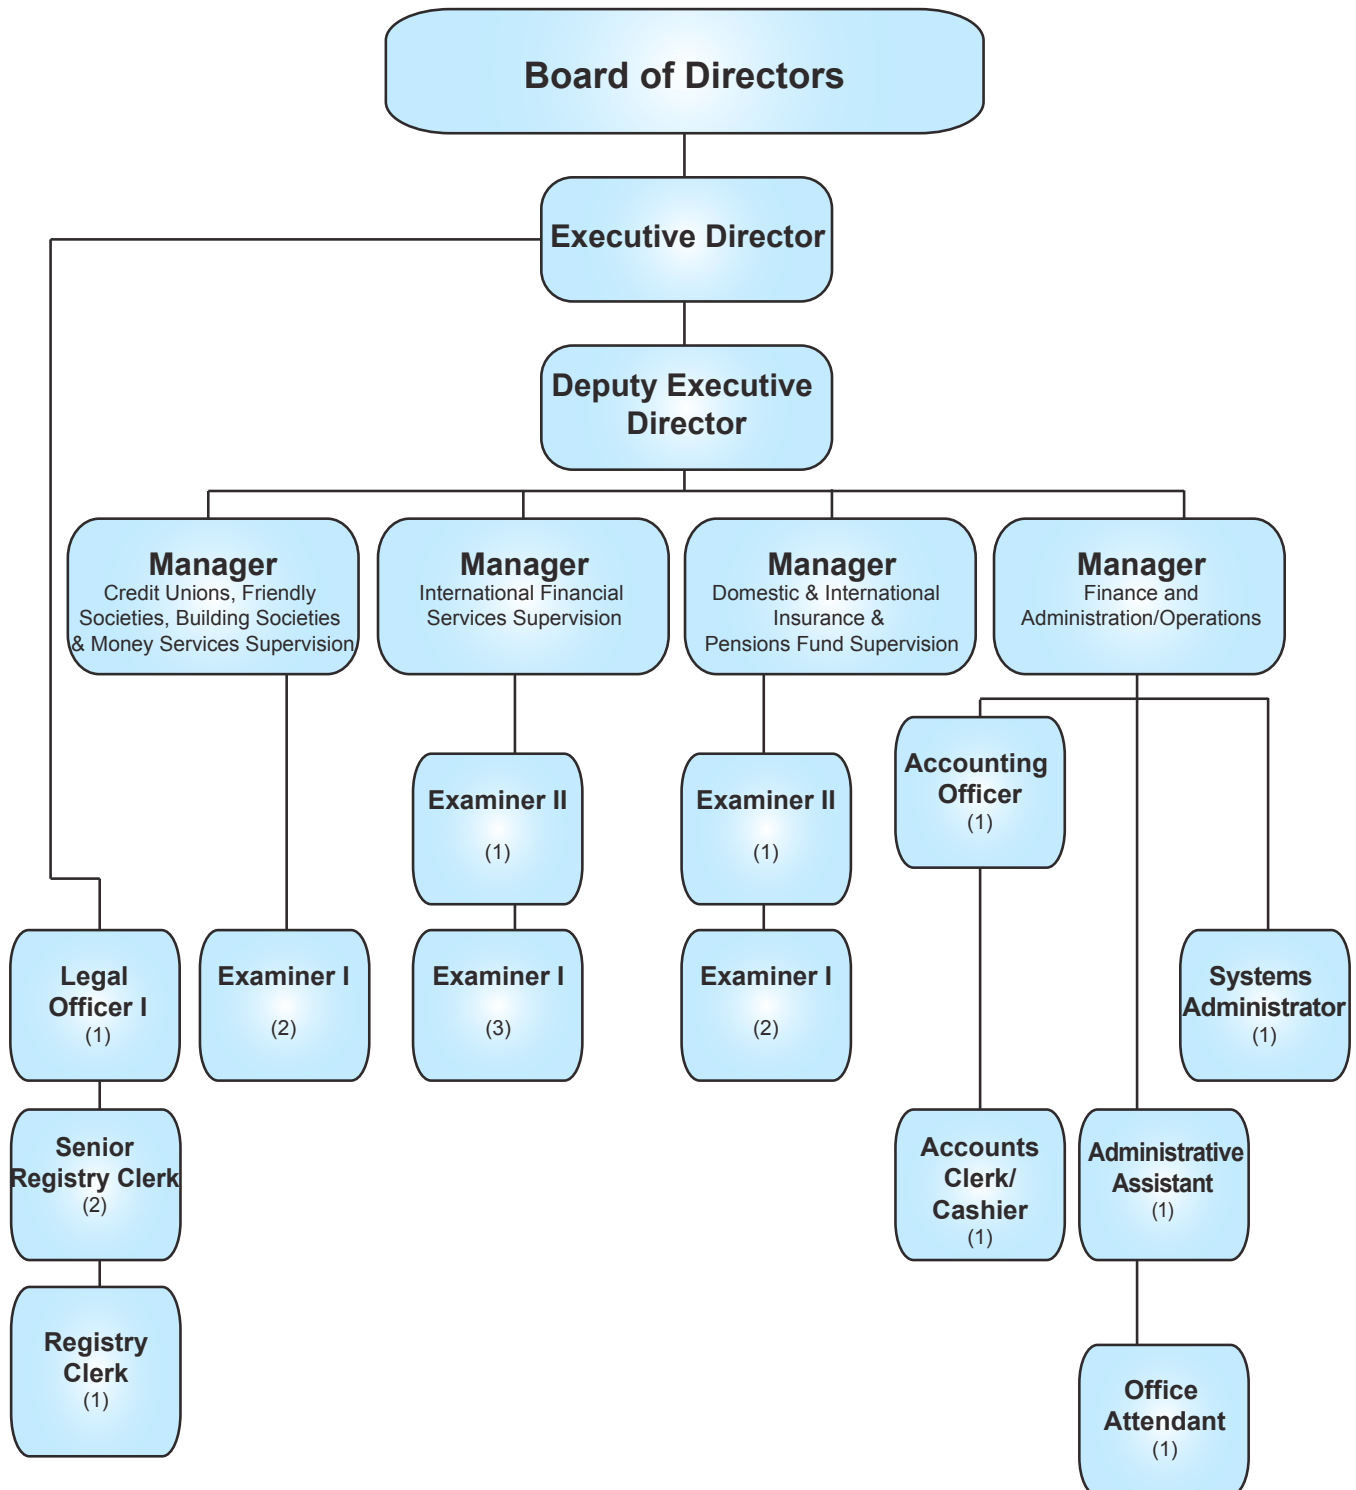 Board of Directors
Executive Director
Deputy Executive
Director
Manager
Credit Unions, Friendly
Societies, Building Societies
& Money Services Supervision
Manager
International Financial
Services Supervision
Manager
Domestic & International
Insurance &
Pensions Fund Supervision
Manager
Finance and
Administration/Operations
Accounting
Officer
(1)
Examiner II
(1)
Examiner II
(1)
Legal
Officer I
(1)
Examiner I
(2)
Examiner I
(3)
Examiner I
(2)
Systems
Administrator
(1)
Senior
Registry Clerk
(2)
Accounts
Clerk/
Cashier
(1)
Administrative
Assistant
(1)
Registry
Clerk
(1)
Office
Attendant
(1)